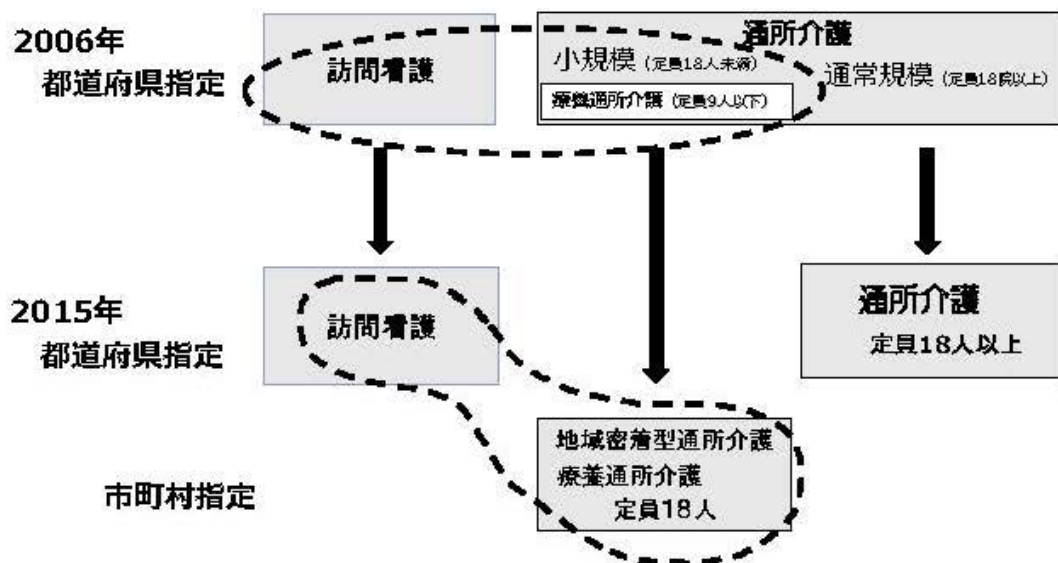 2006年
都道府県指定
訪問看護
通所介護
小規模 (定員18人未満)
療養通所介護 (定員9人以下)
通常規模 (定員18院以上)
2015年
都道府県指定
訪問看護
通所介護
定員18人以上
市町村指定
地域密着型通所介護
療養通所介護
定員18人